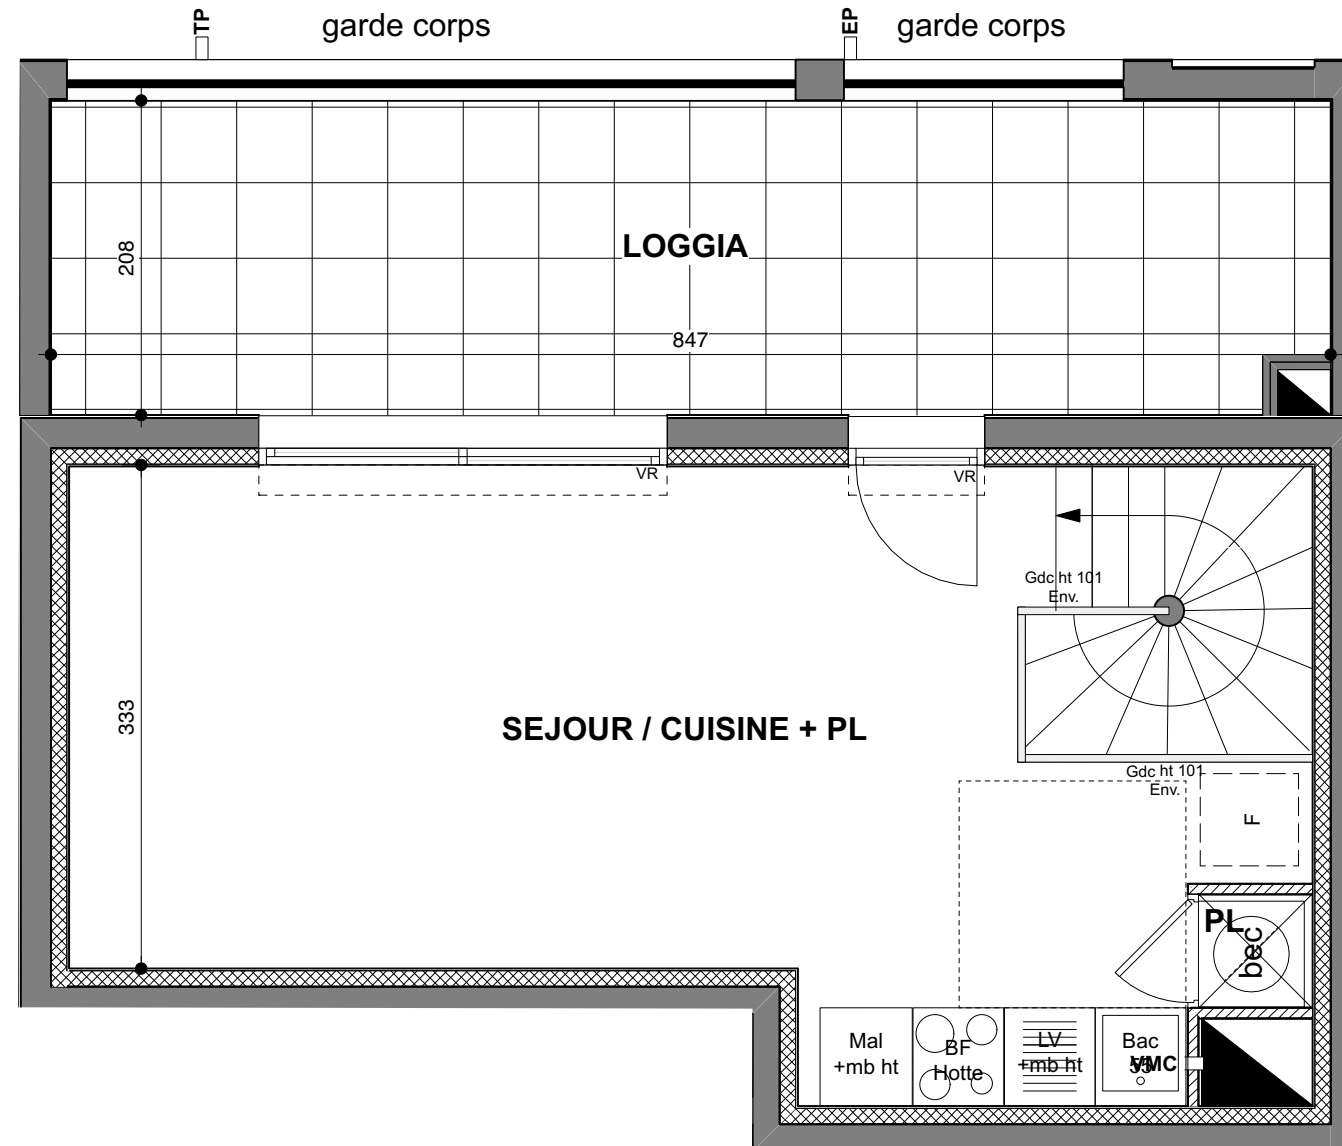 TP
garde corps
EP
garde corps
208
LOGGIA
847
VR
VR
Gdc ht 101
Env.
333
SEJOUR / CUISINE + PL
Gdc ht 101
Env.
F
PL
bec
Mal
+mb ht
BF
Hotte
LV
+mb ht
Bac
55
VMC